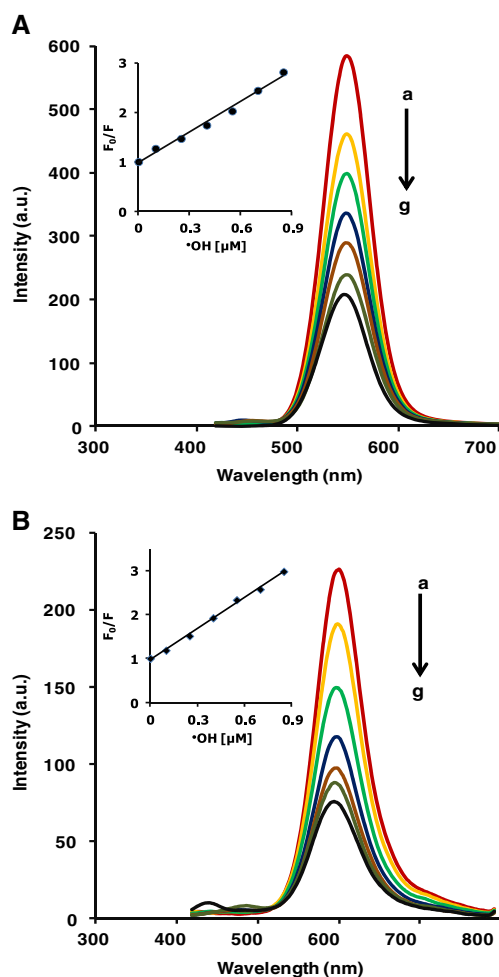 A
600
500
400
300
200
100
0
Intensity (a.u.)
300 400 500 600 700
Wavelength (nm)
a
g
3
2
1
0
F₀/F
0 0.3 0.6 0.9
•OH [µM]
B
250
200
150
100
50
0
Intensity (a.u.)
300 400 500 600 700 800
Wavelength (nm)
a
g
3
2
1
0
F₀/F
0 0.3 0.6 0.9
•OH [µM]